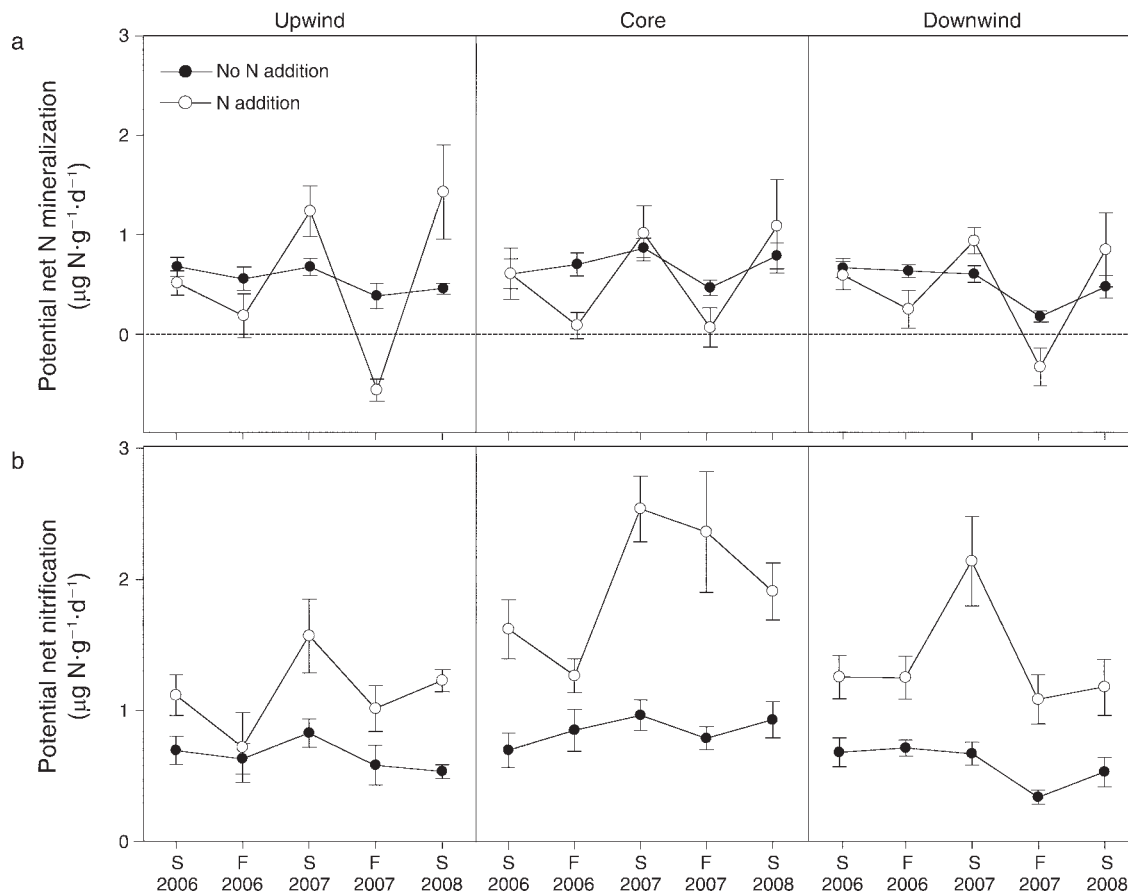 Upwind Core Downwind
a
3
2
1
0
Potential net N mineralization
(µg N·g⁻¹·d⁻¹)
No N addition
N addition
b
3
2
1
0
Potential net nitrification
(µg N·g⁻¹·d⁻¹)
S F S F S S F S F S S F S F S
2006 2006 2007 2007 2008 2006 2006 2007 2007 2008 2006 2006 2007 2007 2008